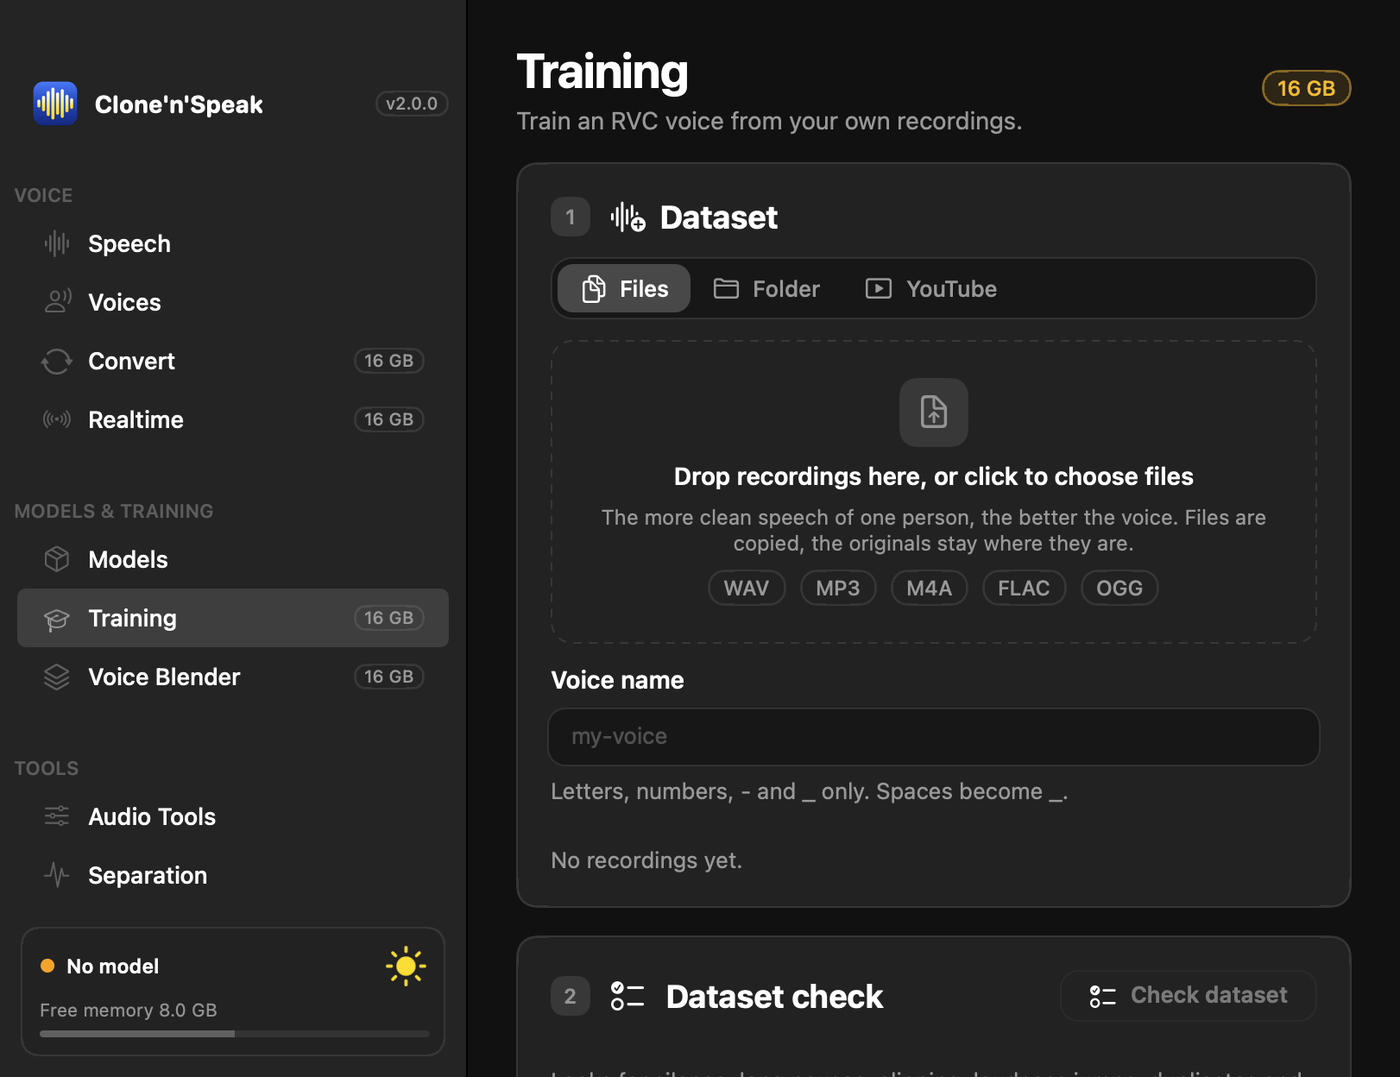 Clone'n'Speak
v2.0.0
VOICE
Speech
Voices
Convert
16 GB
Realtime
16 GB
MODELS & TRAINING
Models
Training
16 GB
Voice Blender
16 GB
TOOLS
Audio Tools
Separation
No model
Free memory 8.0 GB
Training
16 GB
Train an RVC voice from your own recordings.
1
Dataset
Files
Folder
YouTube
Drop recordings here, or click to choose files
The more clean speech of one person, the better the voice. Files are
copied, the originals stay where they are.
WAV
MP3
M4A
FLAC
OGG
Voice name
my-voice
Letters, numbers, - and _ only. Spaces become _.
No recordings yet.
2
Dataset check
Check dataset